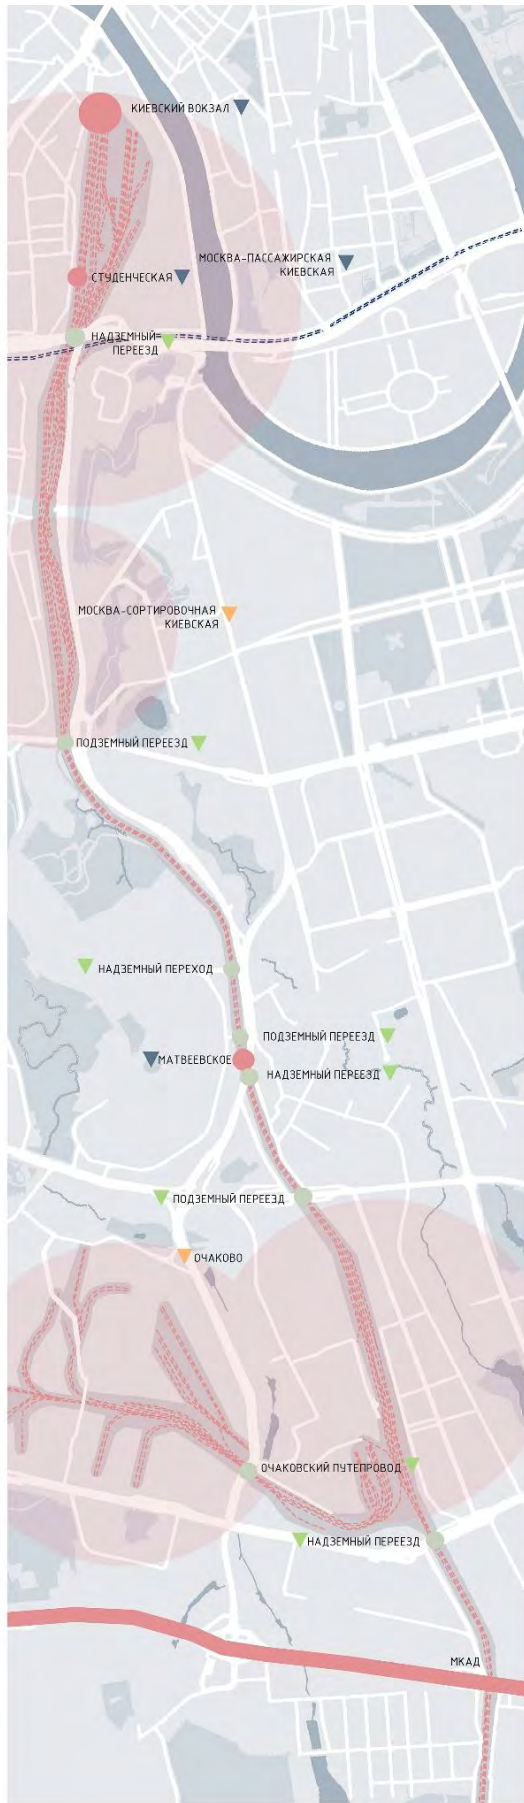 КИЕВСКИЙ ВОКЗАЛ
МОСКВА-ПАССАЖИРСКАЯ
КИЕВСКАЯ
СТУДЕНЧЕСКАЯ
НАДЗЕМНЫЙ
ПЕРЕЕЗД
МОСКВА-СОРТИРОВОЧНАЯ
КИЕВСКАЯ
ПОДЗЕМНЫЙ ПЕРЕЕЗД
НАДЗЕМНЫЙ ПЕРЕХОД
ПОДЗЕМНЫЙ ПЕРЕЕЗД
МАТВЕЕВСКОЕ
НАДЗЕМНЫЙ ПЕРЕЕЗД
ПОДЗЕМНЫЙ ПЕРЕЕЗД
ОЧАКОВО
ОЧАКОВСКИЙ ПУТЕПРОВОД
НАДЗЕМНЫЙ ПЕРЕЕЗД
МКАД